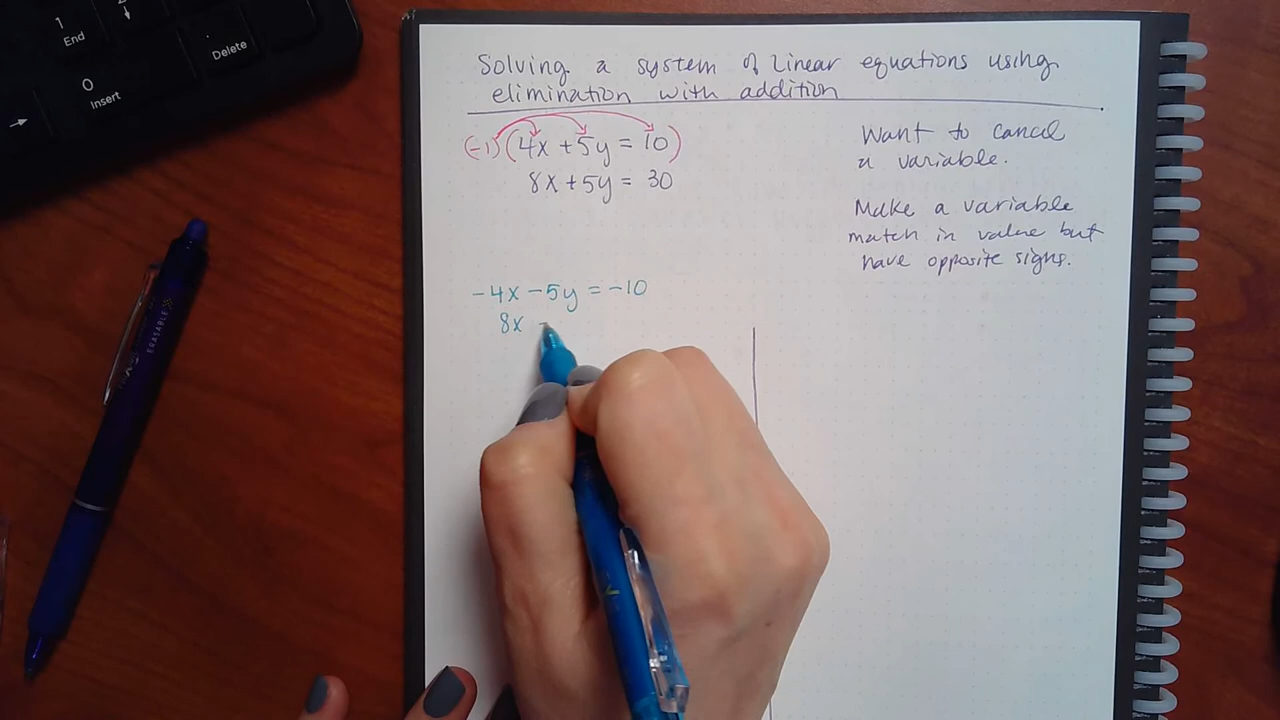 1
End
Delete
0
Insert
Solving a system of linear equations using
elimination with addition
(-1)(4x + 5y = 10)
8x + 5y = 30
Want to cancel
a variable.
Make a variable
match in value but
have opposite signs.
-4x - 5y = -10
8x
ERASABLE